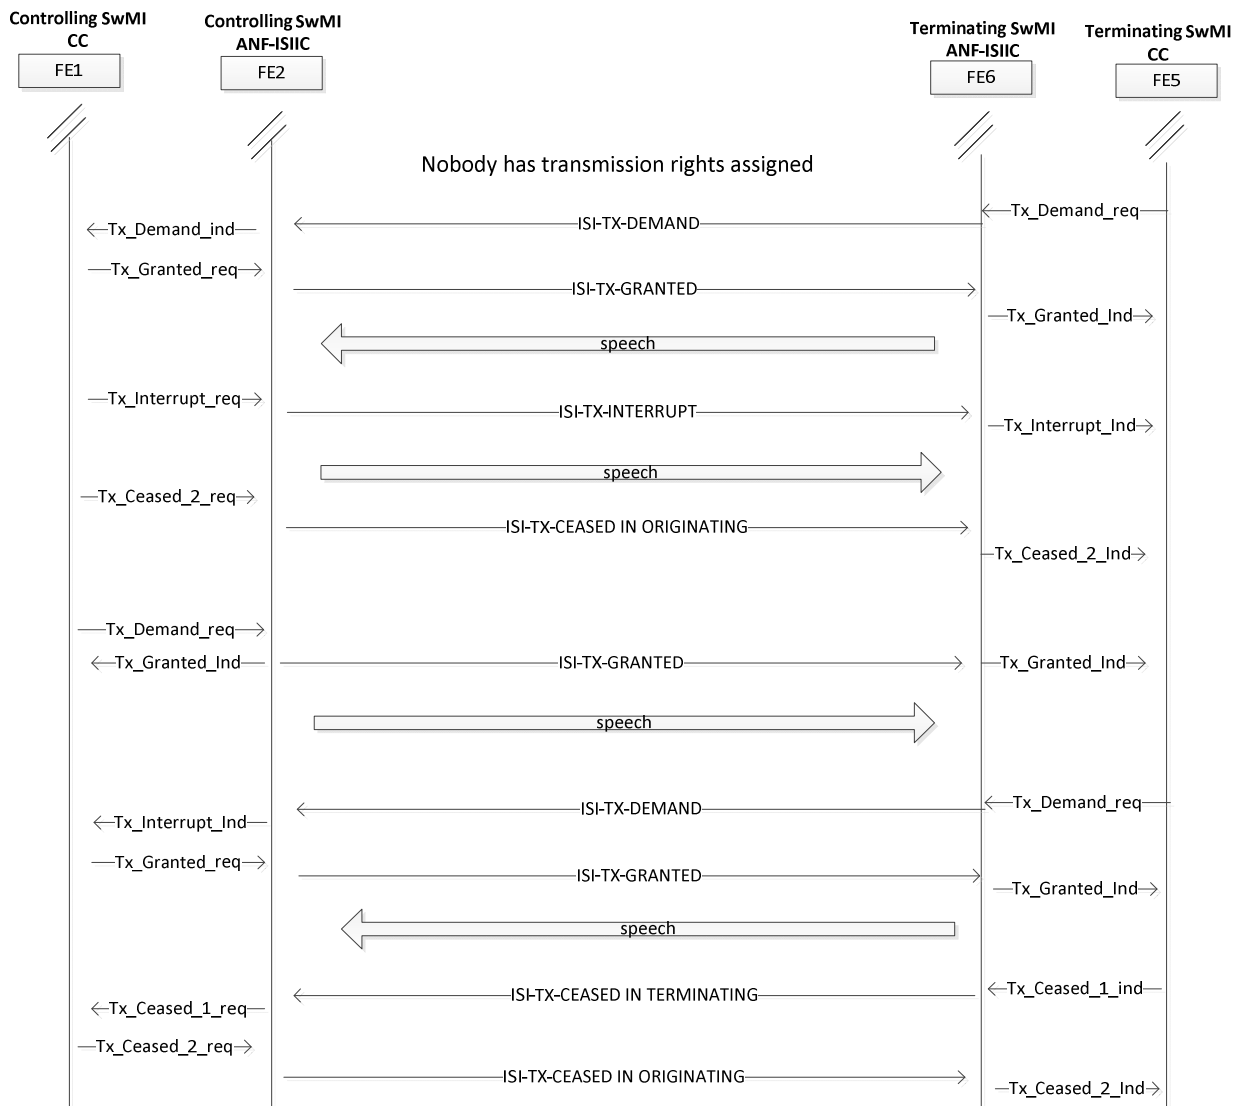 Controlling SwMI
CC
Controlling SwMI
ANF-ISIIC
Terminating SwMI
ANF-ISIIC
Terminating SwMI
CC
FE1
FE2
FE6
FE5
Nobody has transmission rights assigned
Tx_Demand_req
ISI-TX-DEMAND
Tx_Demand_ind
Tx_Granted_req
ISI-TX-GRANTED
Tx_Granted_Ind
speech
Tx_Interrupt_req
ISI-TX-INTERRUPT
Tx_Interrupt_Ind
speech
Tx_Ceased_2_req
ISI-TX-CEASED IN ORIGINATING
Tx_Ceased_2_Ind
Tx_Demand_req
Tx_Granted_Ind
ISI-TX-GRANTED
Tx_Granted_Ind
speech
Tx_Demand_req
ISI-TX-DEMAND
Tx_Interrupt_Ind
Tx_Granted_req
ISI-TX-GRANTED
Tx_Granted_Ind
speech
Tx_Ceased_1_ind
ISI-TX-CEASED IN TERMINATING
Tx_Ceased_1_req
Tx_Ceased_2_req
ISI-TX-CEASED IN ORIGINATING
Tx_Ceased_2_Ind